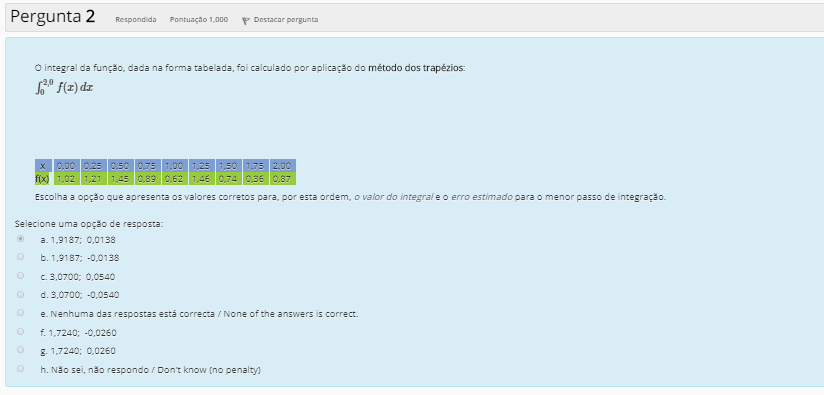 Pergunta 2 Respondida Pontuação 1,000 Destacar pergunta
O integral da função, dada na forma tabelada, foi calculado por aplicação do método dos trapézios:
∫₀^{2,0} f(x) dx
x 0,00 0,25 0,50 0,75 1,00 1,25 1,50 1,75 2,00
f(x) 1,02 1,21 1,45 0,89 0,62 1,46 0,74 0,36 0,87
Escolha a opção que apresenta os valores corretos para, por esta ordem, o valor do integral e o erro estimado para o menor passo de integração.
Selecione uma opção de resposta:
a. 1,9187; 0,0138
b. 1,9187; -0,0138
c. 3,0700; 0,0540
d. 3,0700; -0,0540
e. Nenhuma das respostas está correcta / None of the answers is correct.
f. 1,7240; -0,0260
g. 1,7240; 0,0260
h. Não sei, não respondo / Don't know (no penalty)